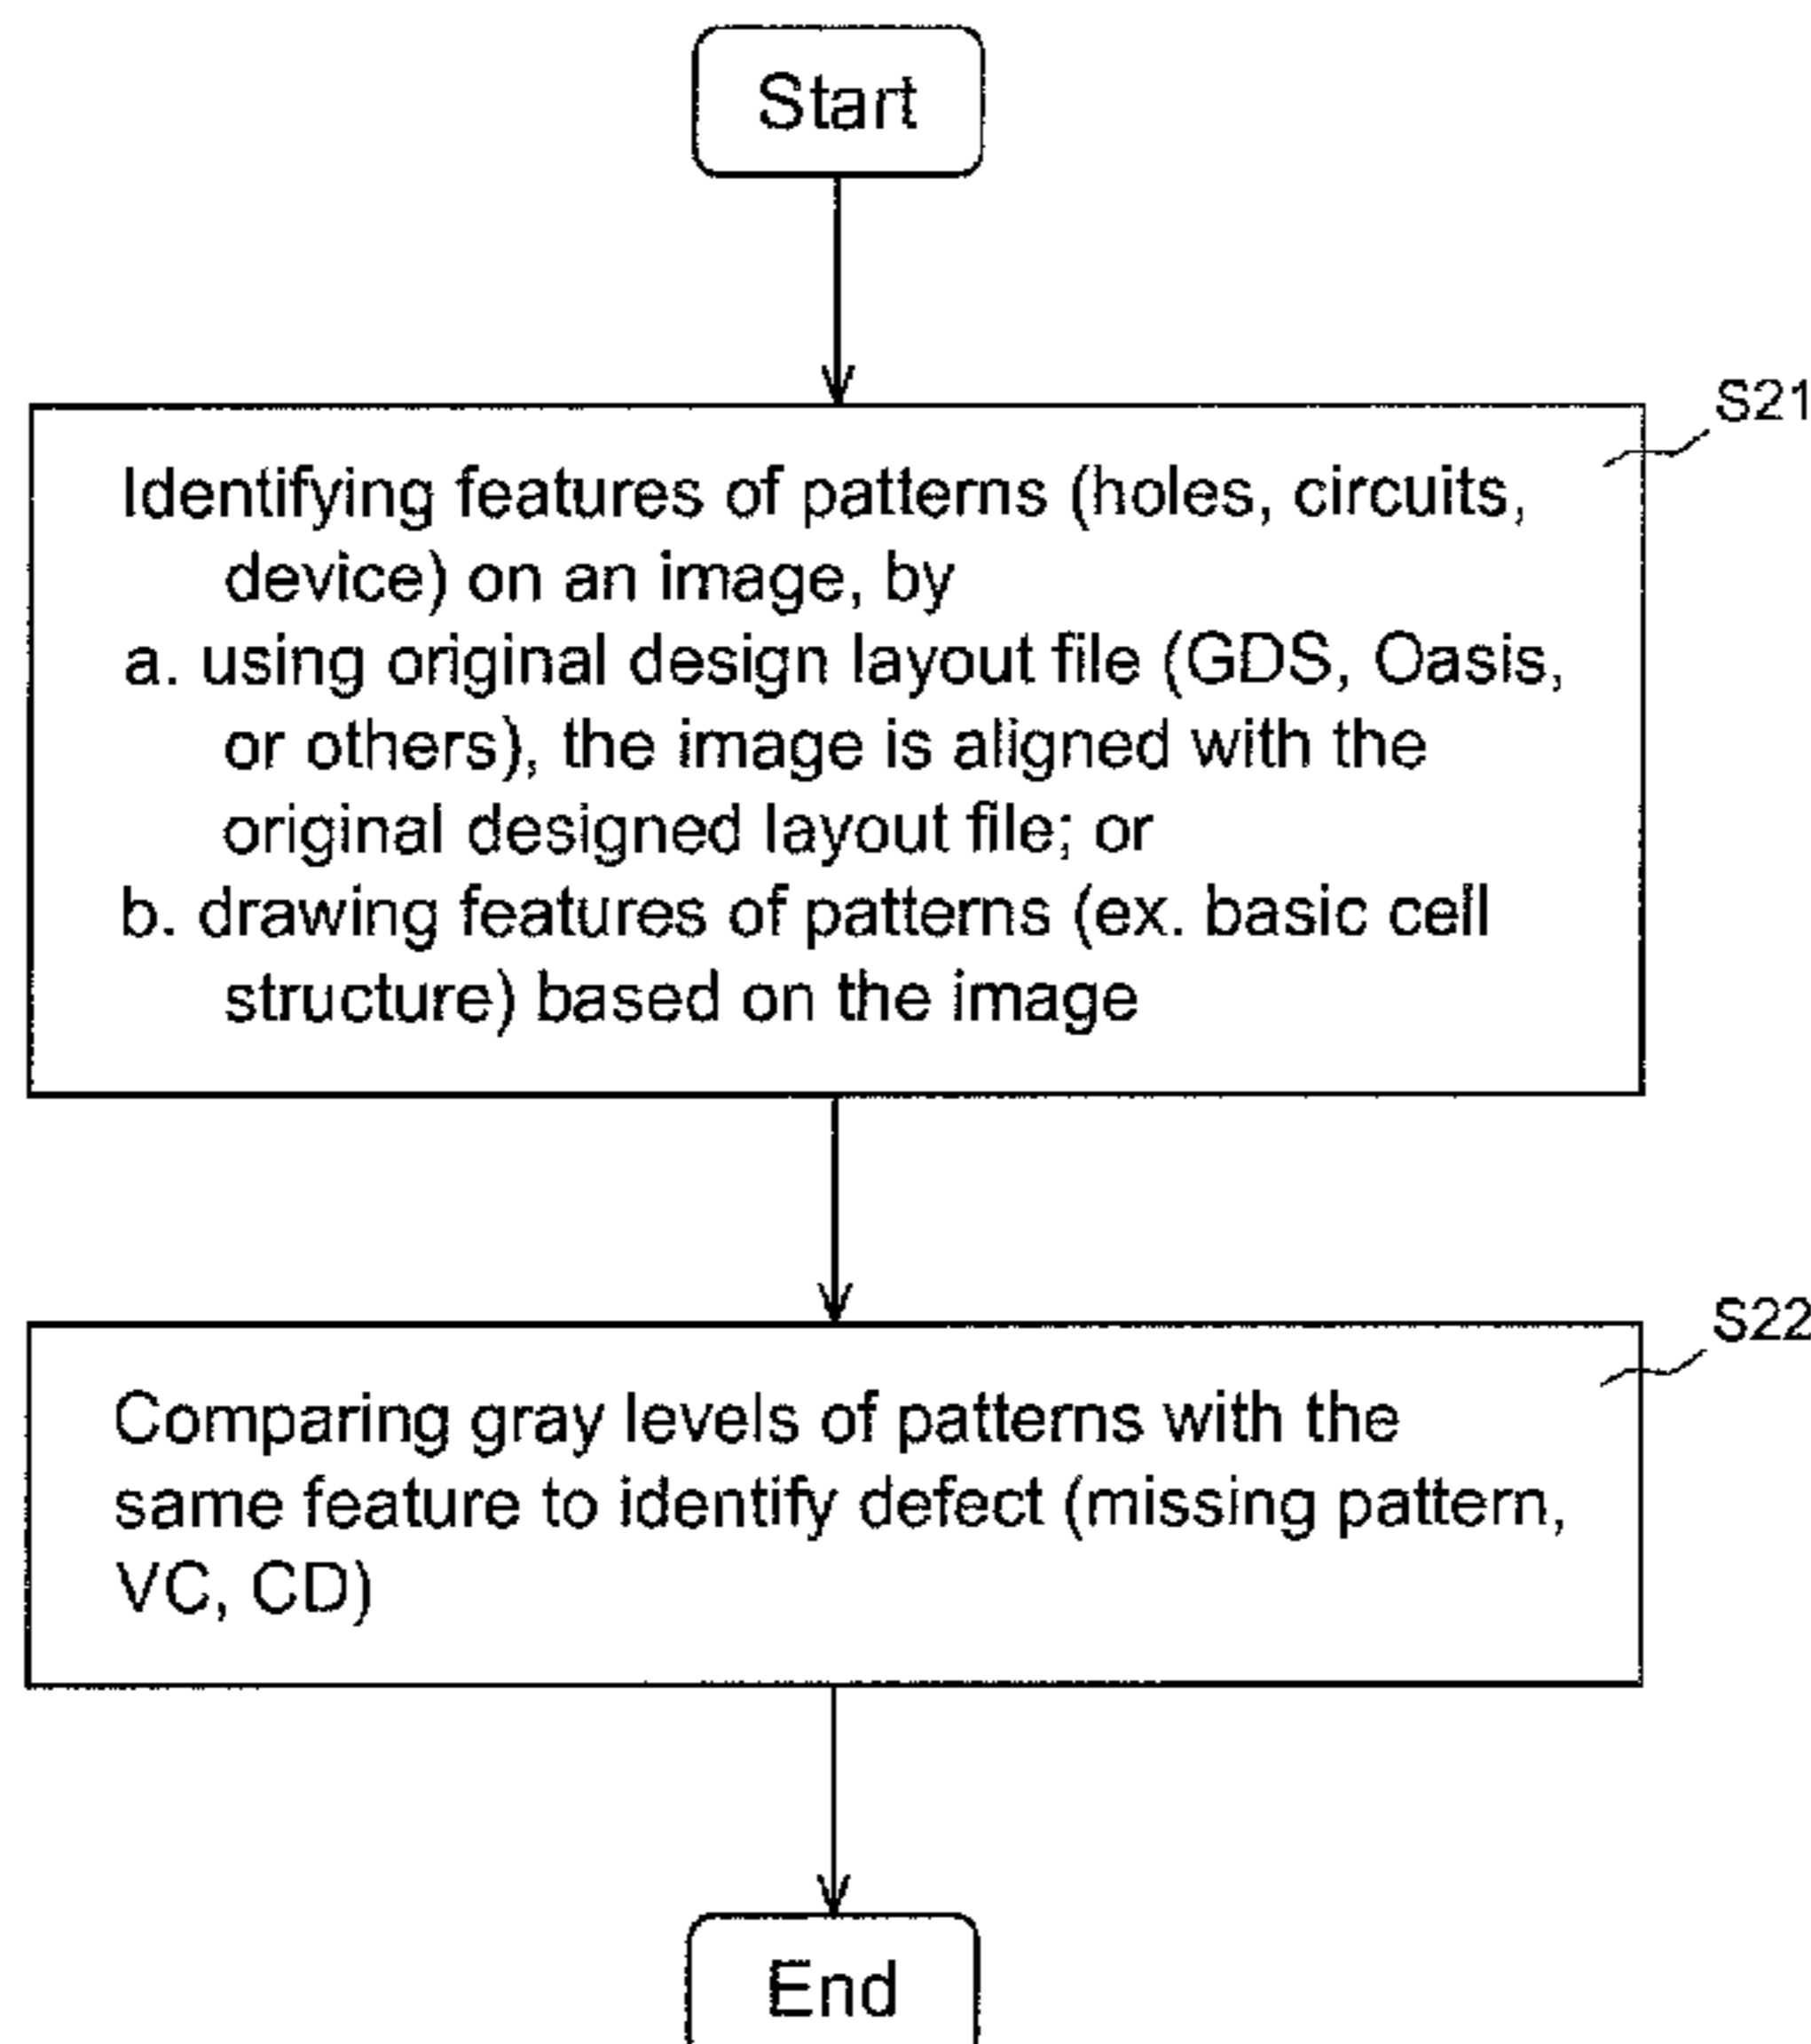 Start
S21
Identifying features of patterns (holes, circuits,
device) on an image, by
a. using original design layout file (GDS, Oasis,
or others), the image is aligned with the
original designed layout file; or
b. drawing features of patterns (ex. basic cell
structure) based on the image
S22
Comparing gray levels of patterns with the
same feature to identify defect (missing pattern,
VC, CD)
End